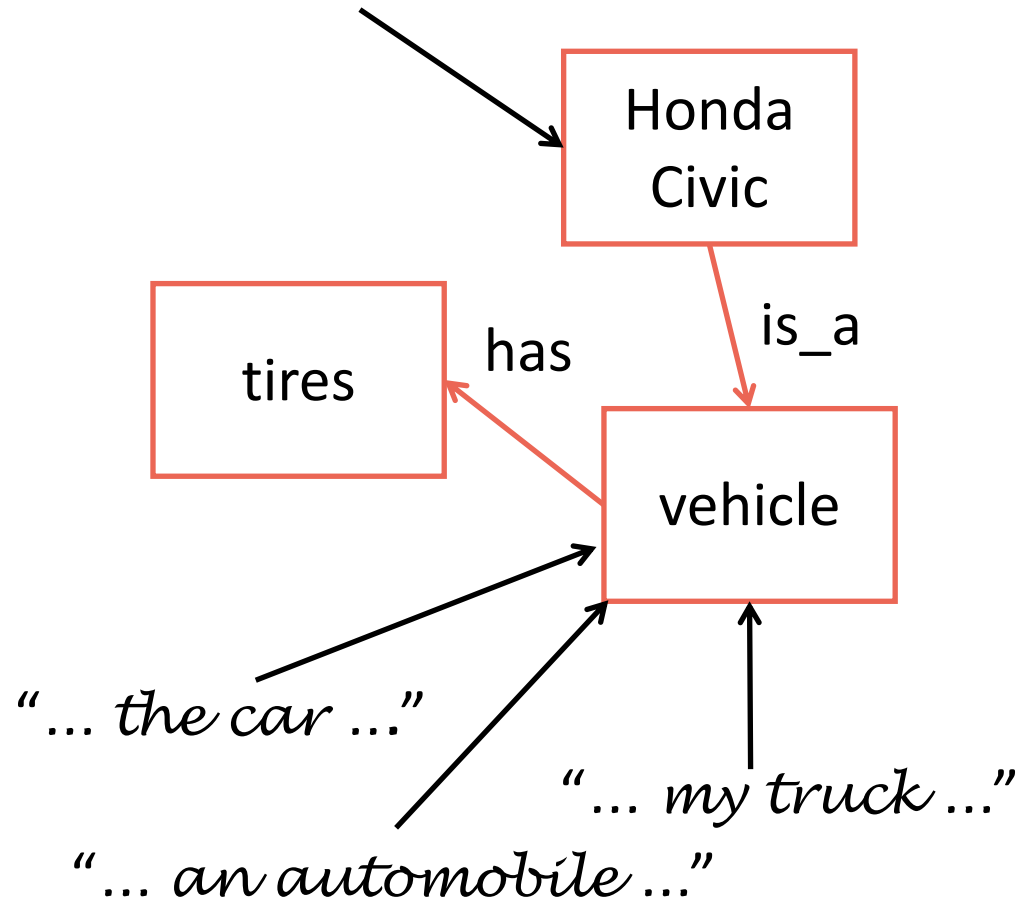 Honda
Civic
is_a
has
tires
vehicle
“... the car ...”
“... my truck ...”
“... an automobile ...”